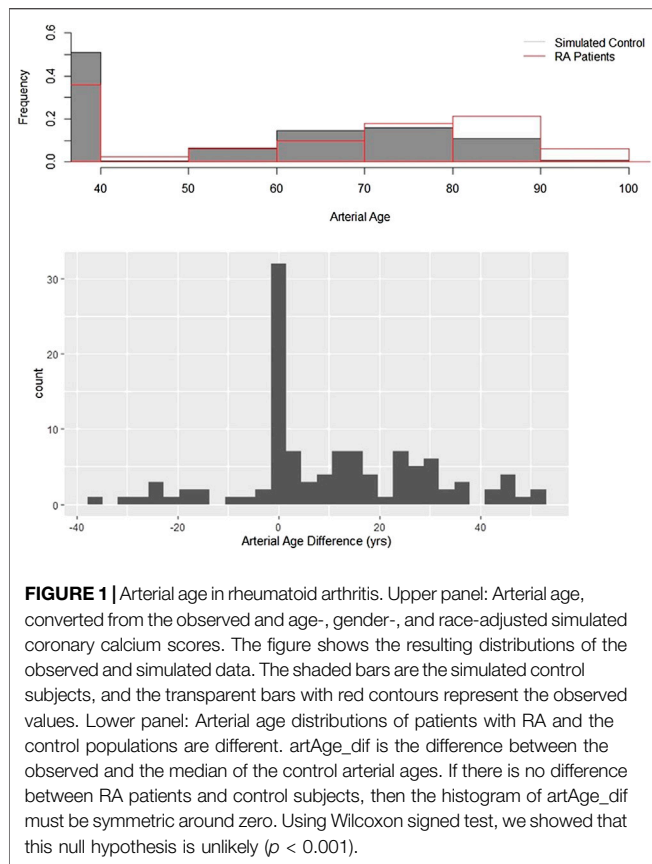 0.6
0.4
0.2
0.0
Frequency
Simulated Control
RA Patients
40 50 60 70 80 90 100
Arterial Age
30
20
10
0
count
-40 -20 0 20 40
Arterial Age Difference (yrs)
FIGURE 1 | Arterial age in rheumatoid arthritis. Upper panel: Arterial age,
converted from the observed and age-, gender-, and race-adjusted simulated
coronary calcium scores. The figure shows the resulting distributions of the
observed and simulated data. The shaded bars are the simulated control
subjects, and the transparent bars with red contours represent the observed
values. Lower panel: Arterial age distributions of patients with RA and the
control populations are different. artAge_dif is the difference between the
observed and the median of the control arterial ages. If there is no difference
between RA patients and control subjects, then the histogram of artAge_dif
must be symmetric around zero. Using Wilcoxon signed test, we showed that
this null hypothesis is unlikely (p < 0.001).